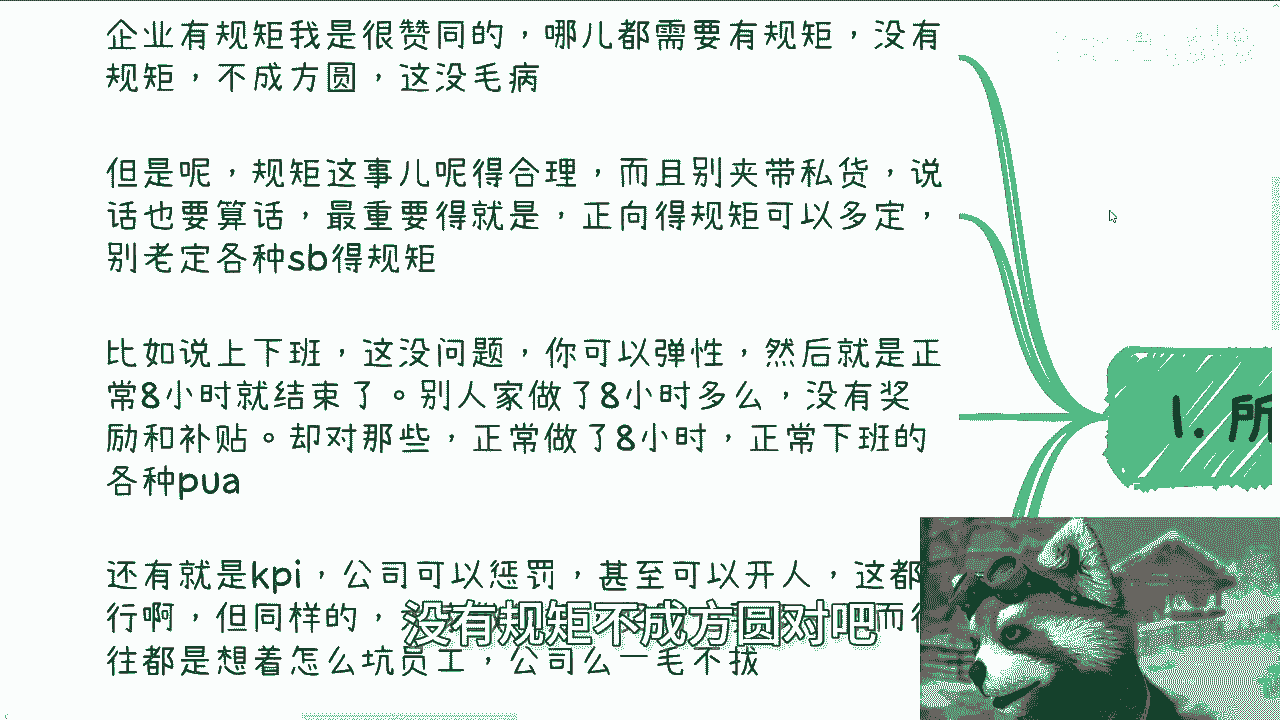 企业有规矩我是很赞同的，哪儿都需要有规矩，没有
规矩，不成方圆，这没毛病
但是呢，规矩这事儿呢得合理，而且别夹带私货，说
话也要算话，最重要得就是，正向得规矩可以多定，
别老定各种sb得规矩
比如说上下班，这没问题，你可以弹性，然后就是正
常8小时就结束了。别人家做了8小时多么，没有奖
励和补贴。却对那些，正常做了8小时，正常下班的
各种pua
还有就是kpi，公司可以惩罚，甚至可以开人，这都
行啊，但同样的，
往都是想着怎么坑员工，公司么一毛不拔
没有规矩不成方圆对吧
1. 所